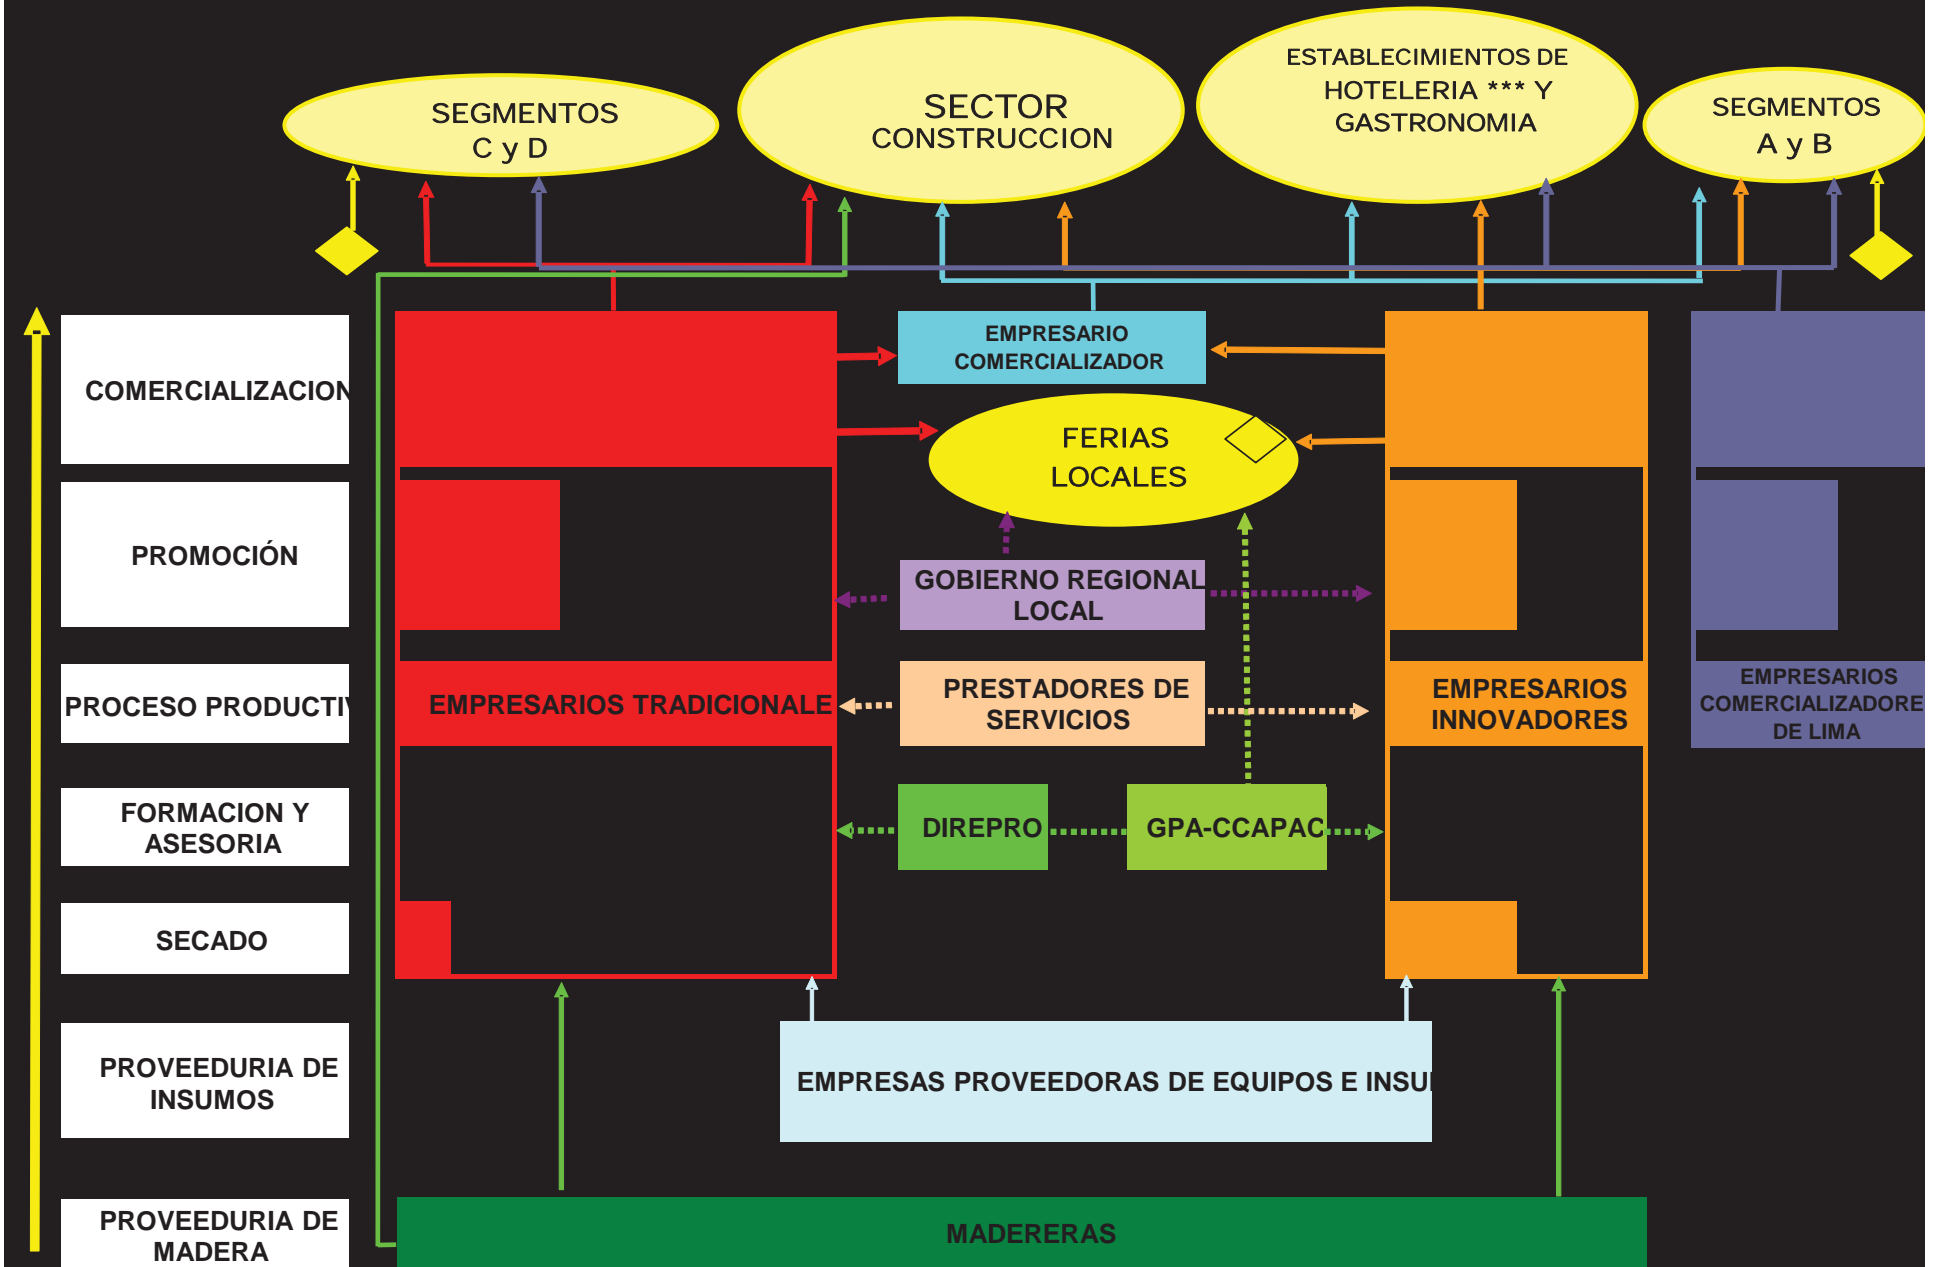 SEGMENTOS
C y D
SECTOR
CONSTRUCCION
ESTABLECIMIENTOS DE
HOTELERIA *** Y
GASTRONOMIA
SEGMENTOS
A y B
COMERCIALIZACION
EMPRESARIO
COMERCIALIZADOR
FERIAS
LOCALES
PROMOCIÓN
GOBIERNO REGIONAL
LOCAL
PROCESO PRODUCTIV
EMPRESARIOS TRADICIONALE
PRESTADORES DE
SERVICIOS
EMPRESARIOS
INNOVADORES
EMPRESARIOS
COMERCIALIZADORE
DE LIMA
FORMACION Y
ASESORIA
DIREPRO
GPA-CCAPAC
SECADO
PROVEEDURIA DE
INSUMOS
EMPRESAS PROVEEDORAS DE EQUIPOS E INSU
PROVEEDURIA DE
MADERA
MADERERAS